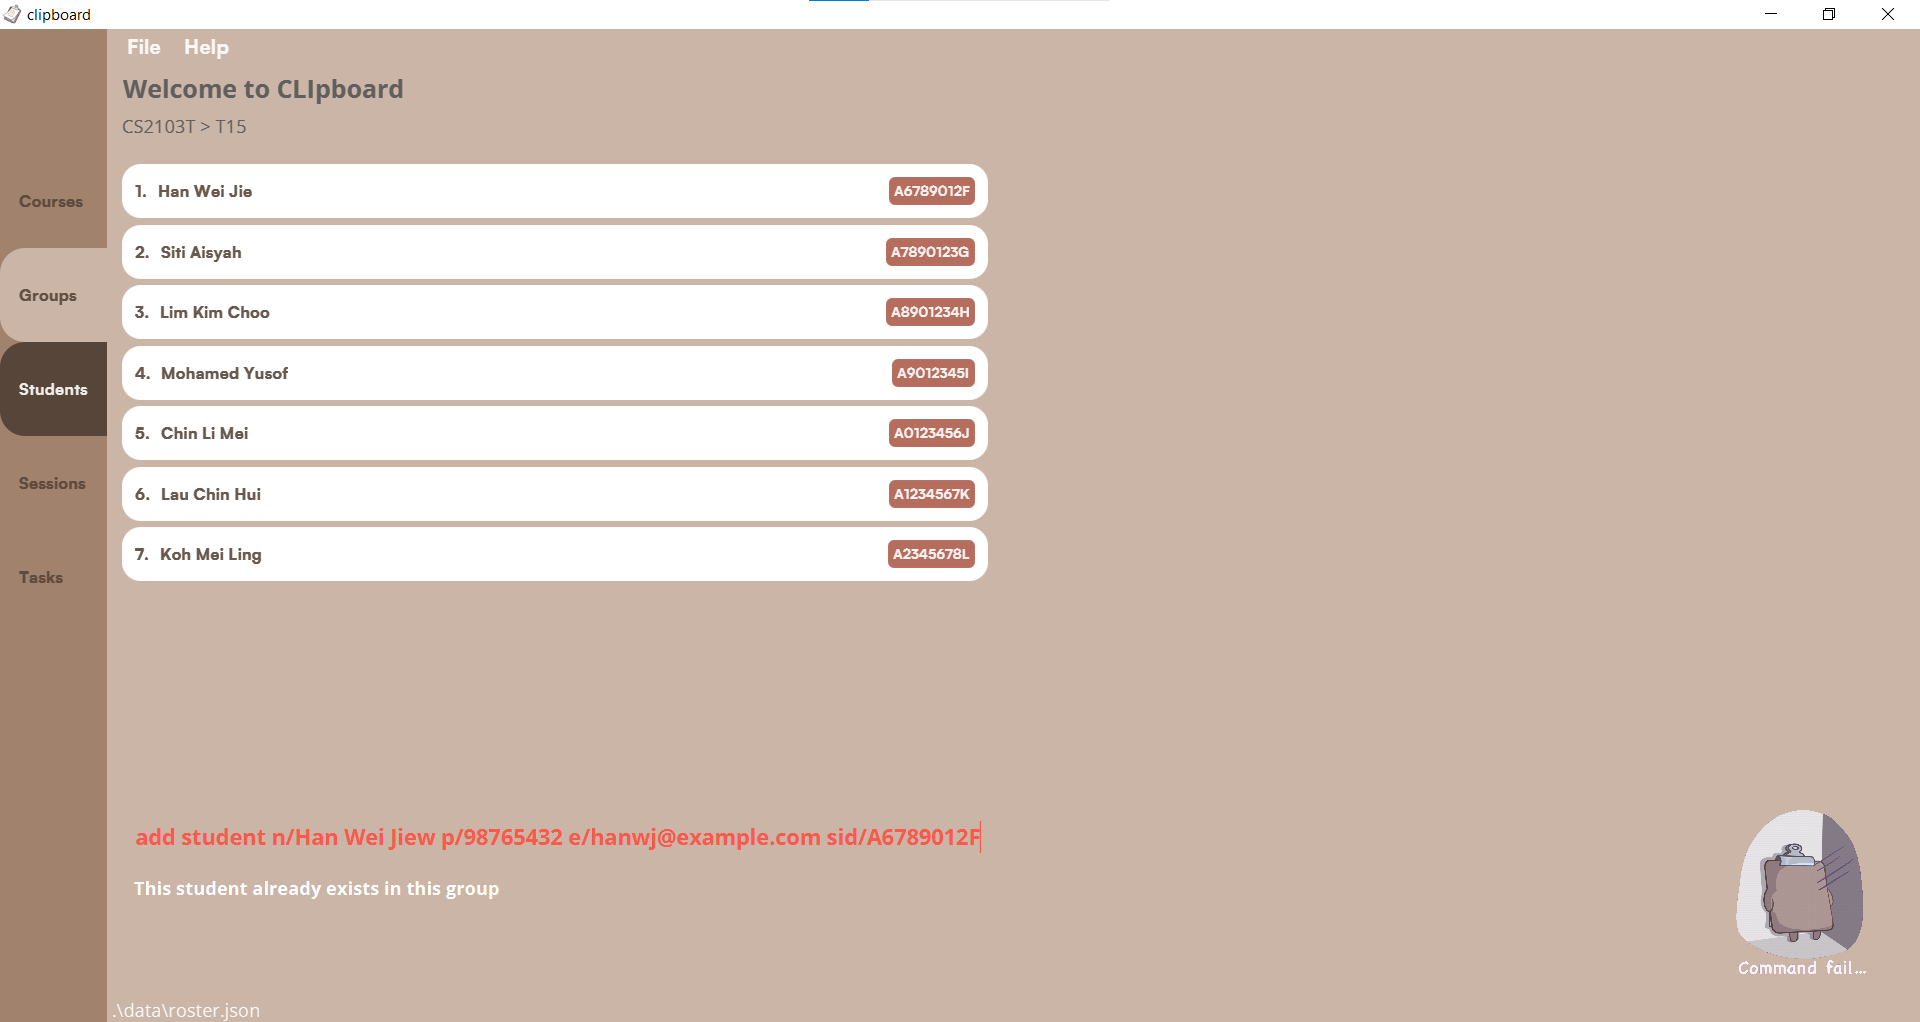 clipboard
File Help
Welcome to CLIpboard
CS2103T > T15
Courses
Groups
Students
Sessions
Tasks
1. Han Wei Jie A6789012F
2. Siti Aisyah A7890123G
3. Lim Kim Choo A8901234H
4. Mohamed Yusof A9012345I
5. Chin Li Mei A0123456J
6. Lau Chin Hui A1234567K
7. Koh Mei Ling A2345678L
add student n/Han Wei Jiew p/98765432 e/hanwj@example.com sid/A6789012F
This student already exists in this group
Command fail...
.\data\roster.json